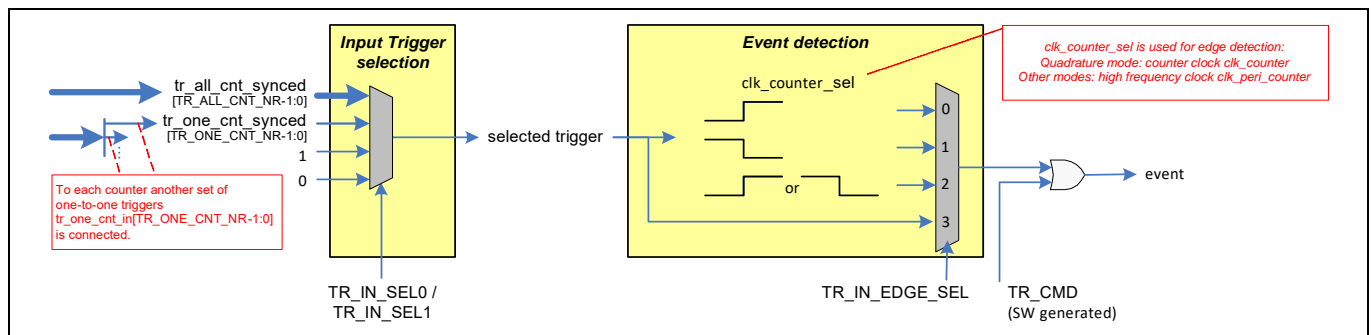 Input Trigger
selection
Event detection
clk_counter_sel is used for edge detection:
Quadrature mode: counter clock clk_counter
Other modes: high frequency clock clk_peri_counter
tr_all_cnt_synced
[TR_ALL_CNT_NR-1:0]
tr_one_cnt_synced
[TR_ONE_CNT_NR-1:0]
1
0
To each counter another set of
one-to-one triggers
tr_one_cnt_in[TR_ONE_CNT_NR-1:0]
is connected.
selected trigger
clk_counter_sel
or
0
1
2
3
event
TR_IN_SEL0 /
TR_IN_SEL1
TR_IN_EDGE_SEL
TR_CMD
(SW generated)